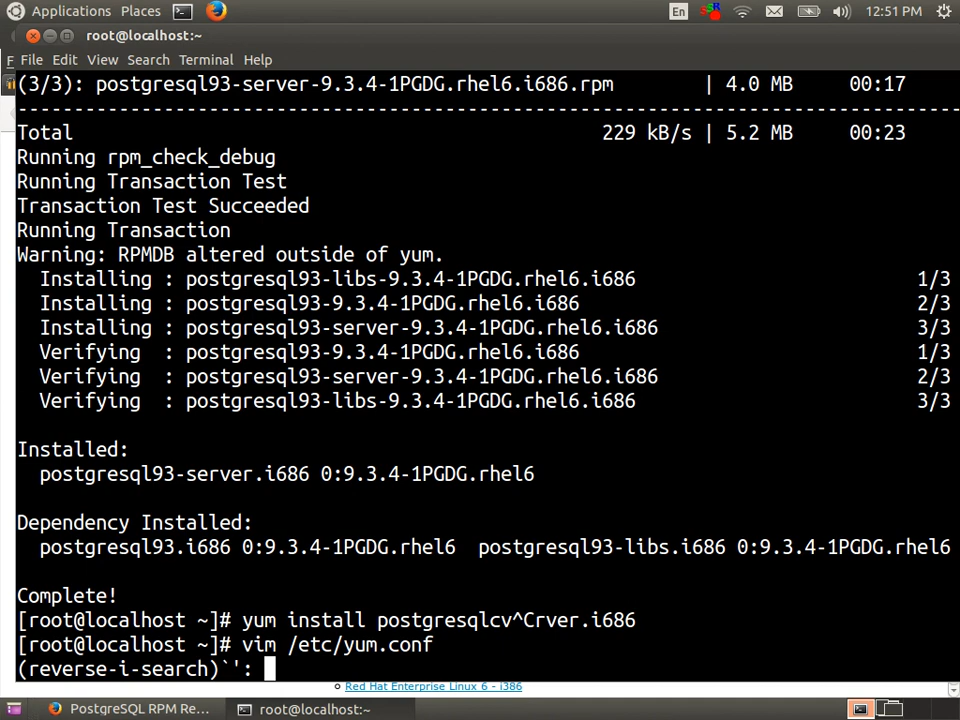 Applications Places En 12:51 PM
root@localhost:~
File Edit View Search Terminal Help
(3/3): postgresql93-server-9.3.4-1PGDG.rhel6.i686.rpm | 4.0 MB 00:17
--------------------------------------------------------------------------------
Total 229 kB/s | 5.2 MB 00:23
Running rpm_check_debug
Running Transaction Test
Transaction Test Succeeded
Running Transaction
Warning: RPMDB altered outside of yum.
Installing : postgresql93-libs-9.3.4-1PGDG.rhel6.i686 1/3
Installing : postgresql93-9.3.4-1PGDG.rhel6.i686 2/3
Installing : postgresql93-server-9.3.4-1PGDG.rhel6.i686 3/3
Verifying : postgresql93-9.3.4-1PGDG.rhel6.i686 1/3
Verifying : postgresql93-server-9.3.4-1PGDG.rhel6.i686 2/3
Verifying : postgresql93-libs-9.3.4-1PGDG.rhel6.i686 3/3
Installed:
postgresql93-server.i686 0:9.3.4-1PGDG.rhel6
Dependency Installed:
postgresql93.i686 0:9.3.4-1PGDG.rhel6 postgresql93-libs.i686 0:9.3.4-1PGDG.rhel6
Complete!
[root@localhost ~]# yum install postgresqlcv^Crver.i686
[root@localhost ~]# vim /etc/yum.conf
(reverse-i-search)`':
Red Hat Enterprise Linux 6 - i386
PostgreSQL RPM Re... root@localhost:~